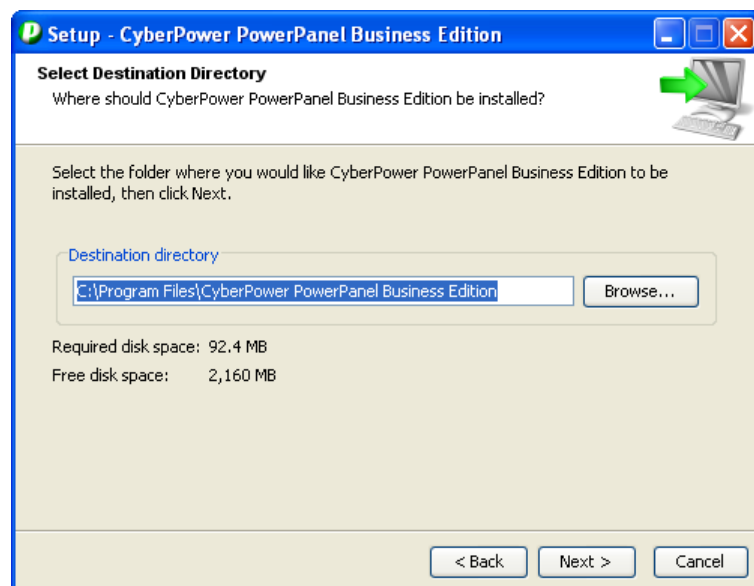 Setup - CyberPower PowerPanel Business Edition
Select Destination Directory
Where should CyberPower PowerPanel Business Edition be installed?
Select the folder where you would like CyberPower PowerPanel Business Edition to be
installed, then click Next.
Destination directory
C:\Program Files\CyberPower PowerPanel Business Edition
Browse...
Required disk space: 92.4 MB
Free disk space: 2,160 MB
< Back Next > Cancel